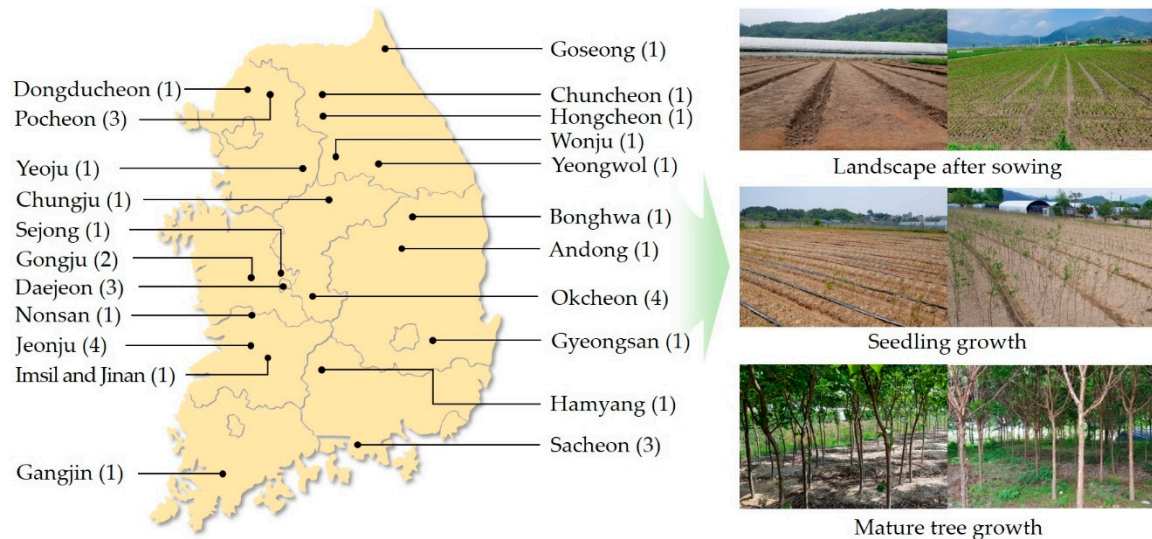 Dongducheon (1)
Pocheon (3)
Yeoju (1)
Chungju (1)
Sejong (1)
Gongju (2)
Daejeon (3)
Nonsan (1)
Jeonju (4)
Imsil and Jinan (1)
Gangjin (1)
Goseong (1)
Chuncheon (1)
Hongcheon (1)
Wonju (1)
Yeongwol (1)
Bonghwa (1)
Andong (1)
Okcheon (4)
Gyeongsan (1)
Hamyang (1)
Sacheon (3)
Landscape after sowing
Seedling growth
Mature tree growth